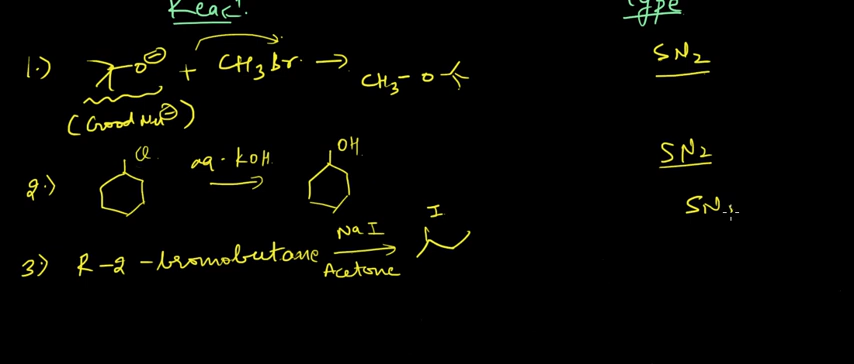 Reac! Type
1.) O⊖ + CH3Br → CH3-O SN2
(Good Nu⊖)
2.) Cl aq. KOH → OH SN2
3.) R-2-bromobutane NaI → Acetone I SN